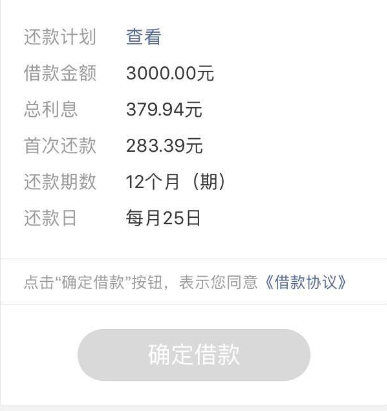 还款计划 查看
借款金额 3000.00元
总利息 379.94元
首次还款 283.39元
还款期数 12个月（期）
还款日 每月25日
点击“确定借款”按钮，表示您同意《借款协议》
确定借款